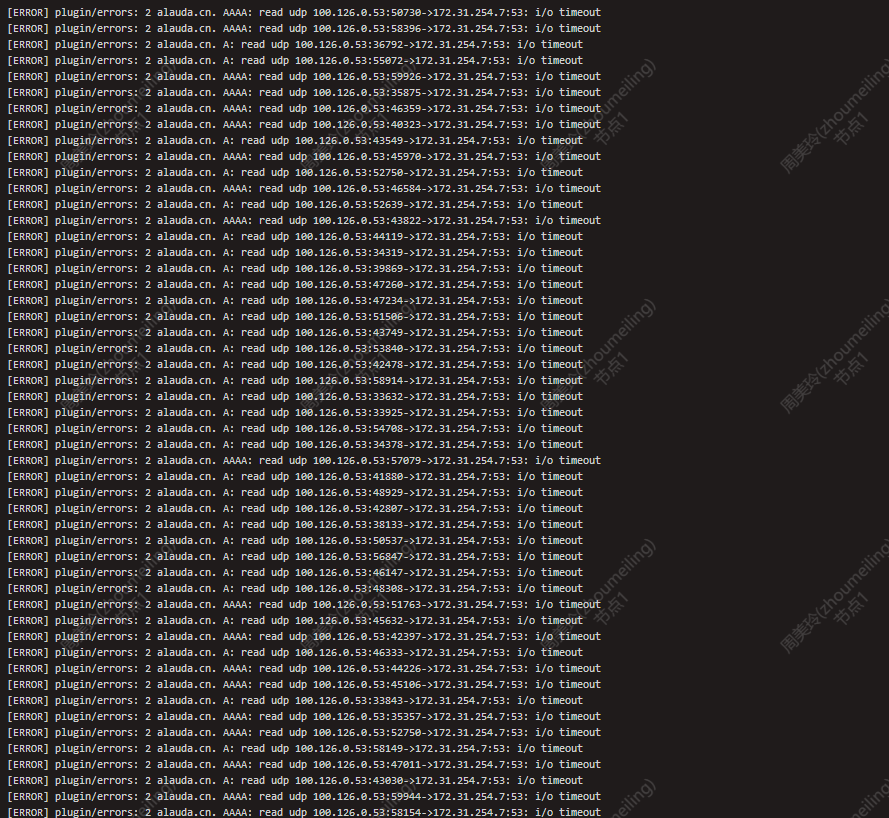 [ERROR] plugin/errors: 2 alauda.cn. AAAA: read udp 100.126.0.53:50730->172.31.254.7:53: i/o timeout
[ERROR] plugin/errors: 2 alauda.cn. AAAA: read udp 100.126.0.53:58396->172.31.254.7:53: i/o timeout
[ERROR] plugin/errors: 2 alauda.cn. A: read udp 100.126.0.53:36792->172.31.254.7:53: i/o timeout
[ERROR] plugin/errors: 2 alauda.cn. A: read udp 100.126.0.53:55072->172.31.254.7:53: i/o timeout
[ERROR] plugin/errors: 2 alauda.cn. AAAA: read udp 100.126.0.53:59926->172.31.254.7:53: i/o timeout
[ERROR] plugin/errors: 2 alauda.cn. AAAA: read udp 100.126.0.53:35875->172.31.254.7:53: i/o timeout
[ERROR] plugin/errors: 2 alauda.cn. AAAA: read udp 100.126.0.53:46359->172.31.254.7:53: i/o timeout
[ERROR] plugin/errors: 2 alauda.cn. AAAA: read udp 100.126.0.53:40323->172.31.254.7:53: i/o timeout
[ERROR] plugin/errors: 2 alauda.cn. A: read udp 100.126.0.53:43549->172.31.254.7:53: i/o timeout
[ERROR] plugin/errors: 2 alauda.cn. AAAA: read udp 100.126.0.53:45970->172.31.254.7:53: i/o timeout
[ERROR] plugin/errors: 2 alauda.cn. A: read udp 100.126.0.53:52750->172.31.254.7:53: i/o timeout
[ERROR] plugin/errors: 2 alauda.cn. AAAA: read udp 100.126.0.53:46584->172.31.254.7:53: i/o timeout
[ERROR] plugin/errors: 2 alauda.cn. A: read udp 100.126.0.53:52639->172.31.254.7:53: i/o timeout
[ERROR] plugin/errors: 2 alauda.cn. AAAA: read udp 100.126.0.53:43822->172.31.254.7:53: i/o timeout
[ERROR] plugin/errors: 2 alauda.cn. A: read udp 100.126.0.53:44119->172.31.254.7:53: i/o timeout
[ERROR] plugin/errors: 2 alauda.cn. A: read udp 100.126.0.53:34319->172.31.254.7:53: i/o timeout
[ERROR] plugin/errors: 2 alauda.cn. A: read udp 100.126.0.53:39869->172.31.254.7:53: i/o timeout
[ERROR] plugin/errors: 2 alauda.cn. A: read udp 100.126.0.53:47260->172.31.254.7:53: i/o timeout
[ERROR] plugin/errors: 2 alauda.cn. A: read udp 100.126.0.53:47234->172.31.254.7:53: i/o timeout
[ERROR] plugin/errors: 2 alauda.cn. A: read udp 100.126.0.53:51506->172.31.254.7:53: i/o timeout
[ERROR] plugin/errors: 2 alauda.cn. A: read udp 100.126.0.53:43749->172.31.254.7:53: i/o timeout
[ERROR] plugin/errors: 2 alauda.cn. A: read udp 100.126.0.53:53840->172.31.254.7:53: i/o timeout
[ERROR] plugin/errors: 2 alauda.cn. A: read udp 100.126.0.53:42478->172.31.254.7:53: i/o timeout
[ERROR] plugin/errors: 2 alauda.cn. A: read udp 100.126.0.53:58914->172.31.254.7:53: i/o timeout
[ERROR] plugin/errors: 2 alauda.cn. A: read udp 100.126.0.53:33632->172.31.254.7:53: i/o timeout
[ERROR] plugin/errors: 2 alauda.cn. A: read udp 100.126.0.53:33925->172.31.254.7:53: i/o timeout
[ERROR] plugin/errors: 2 alauda.cn. A: read udp 100.126.0.53:54708->172.31.254.7:53: i/o timeout
[ERROR] plugin/errors: 2 alauda.cn. A: read udp 100.126.0.53:34378->172.31.254.7:53: i/o timeout
[ERROR] plugin/errors: 2 alauda.cn. AAAA: read udp 100.126.0.53:57079->172.31.254.7:53: i/o timeout
[ERROR] plugin/errors: 2 alauda.cn. A: read udp 100.126.0.53:41880->172.31.254.7:53: i/o timeout
[ERROR] plugin/errors: 2 alauda.cn. A: read udp 100.126.0.53:48929->172.31.254.7:53: i/o timeout
[ERROR] plugin/errors: 2 alauda.cn. A: read udp 100.126.0.53:42807->172.31.254.7:53: i/o timeout
[ERROR] plugin/errors: 2 alauda.cn. A: read udp 100.126.0.53:38133->172.31.254.7:53: i/o timeout
[ERROR] plugin/errors: 2 alauda.cn. A: read udp 100.126.0.53:50537->172.31.254.7:53: i/o timeout
[ERROR] plugin/errors: 2 alauda.cn. A: read udp 100.126.0.53:56847->172.31.254.7:53: i/o timeout
[ERROR] plugin/errors: 2 alauda.cn. A: read udp 100.126.0.53:46147->172.31.254.7:53: i/o timeout
[ERROR] plugin/errors: 2 alauda.cn. A: read udp 100.126.0.53:48308->172.31.254.7:53: i/o timeout
[ERROR] plugin/errors: 2 alauda.cn. AAAA: read udp 100.126.0.53:51763->172.31.254.7:53: i/o timeout
[ERROR] plugin/errors: 2 alauda.cn. A: read udp 100.126.0.53:45632->172.31.254.7:53: i/o timeout
[ERROR] plugin/errors: 2 alauda.cn. AAAA: read udp 100.126.0.53:42397->172.31.254.7:53: i/o timeout
[ERROR] plugin/errors: 2 alauda.cn. A: read udp 100.126.0.53:46333->172.31.254.7:53: i/o timeout
[ERROR] plugin/errors: 2 alauda.cn. AAAA: read udp 100.126.0.53:44226->172.31.254.7:53: i/o timeout
[ERROR] plugin/errors: 2 alauda.cn. AAAA: read udp 100.126.0.53:45106->172.31.254.7:53: i/o timeout
[ERROR] plugin/errors: 2 alauda.cn. A: read udp 100.126.0.53:33843->172.31.254.7:53: i/o timeout
[ERROR] plugin/errors: 2 alauda.cn. AAAA: read udp 100.126.0.53:35357->172.31.254.7:53: i/o timeout
[ERROR] plugin/errors: 2 alauda.cn. AAAA: read udp 100.126.0.53:52750->172.31.254.7:53: i/o timeout
[ERROR] plugin/errors: 2 alauda.cn. A: read udp 100.126.0.53:58149->172.31.254.7:53: i/o timeout
[ERROR] plugin/errors: 2 alauda.cn. AAAA: read udp 100.126.0.53:47011->172.31.254.7:53: i/o timeout
[ERROR] plugin/errors: 2 alauda.cn. A: read udp 100.126.0.53:43030->172.31.254.7:53: i/o timeout
[ERROR] plugin/errors: 2 alauda.cn. AAAA: read udp 100.126.0.53:59944->172.31.254.7:53: i/o timeout
[ERROR] plugin/errors: 2 alauda.cn. AAAA: read udp 100.126.0.53:58154->172.31.254.7:53: i/o timeout
周美玲(zhoumeiling)
节点1